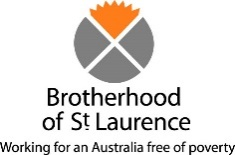 Brotherhood
of St Laurence
Working for an Australia free of poverty